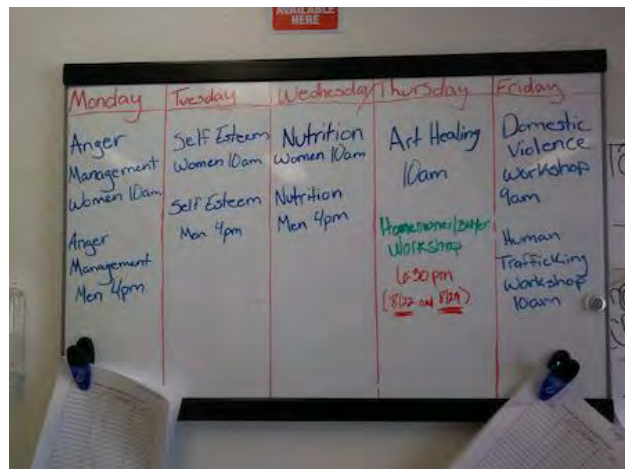 AVAILABLE
HERE
Monday
Anger
Management
Women 10am
Anger
Management
Men 4pm
Tuesday
Self Esteem
Women 10am
Self Esteem
Men 4pm
Wednesday
Nutrition
Women 10am
Nutrition
Men 4pm
Thursday
Art Healing
10am
Homeowner/Buyer
Workshop
6:30pm
(8/22 and 8/29)
Friday
Domestic
Violence
Workshop
9am
Human
Trafficking
Workshop
10am